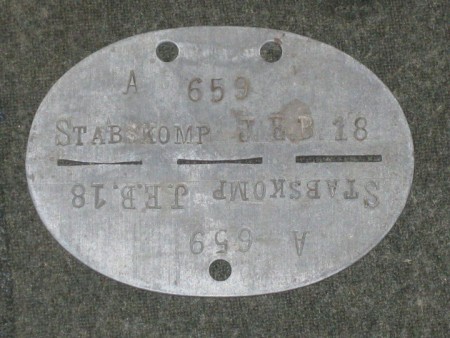 A 659
STABSKOMP J.E.B. 18
A 659
STABSKOMP J.E.B.18